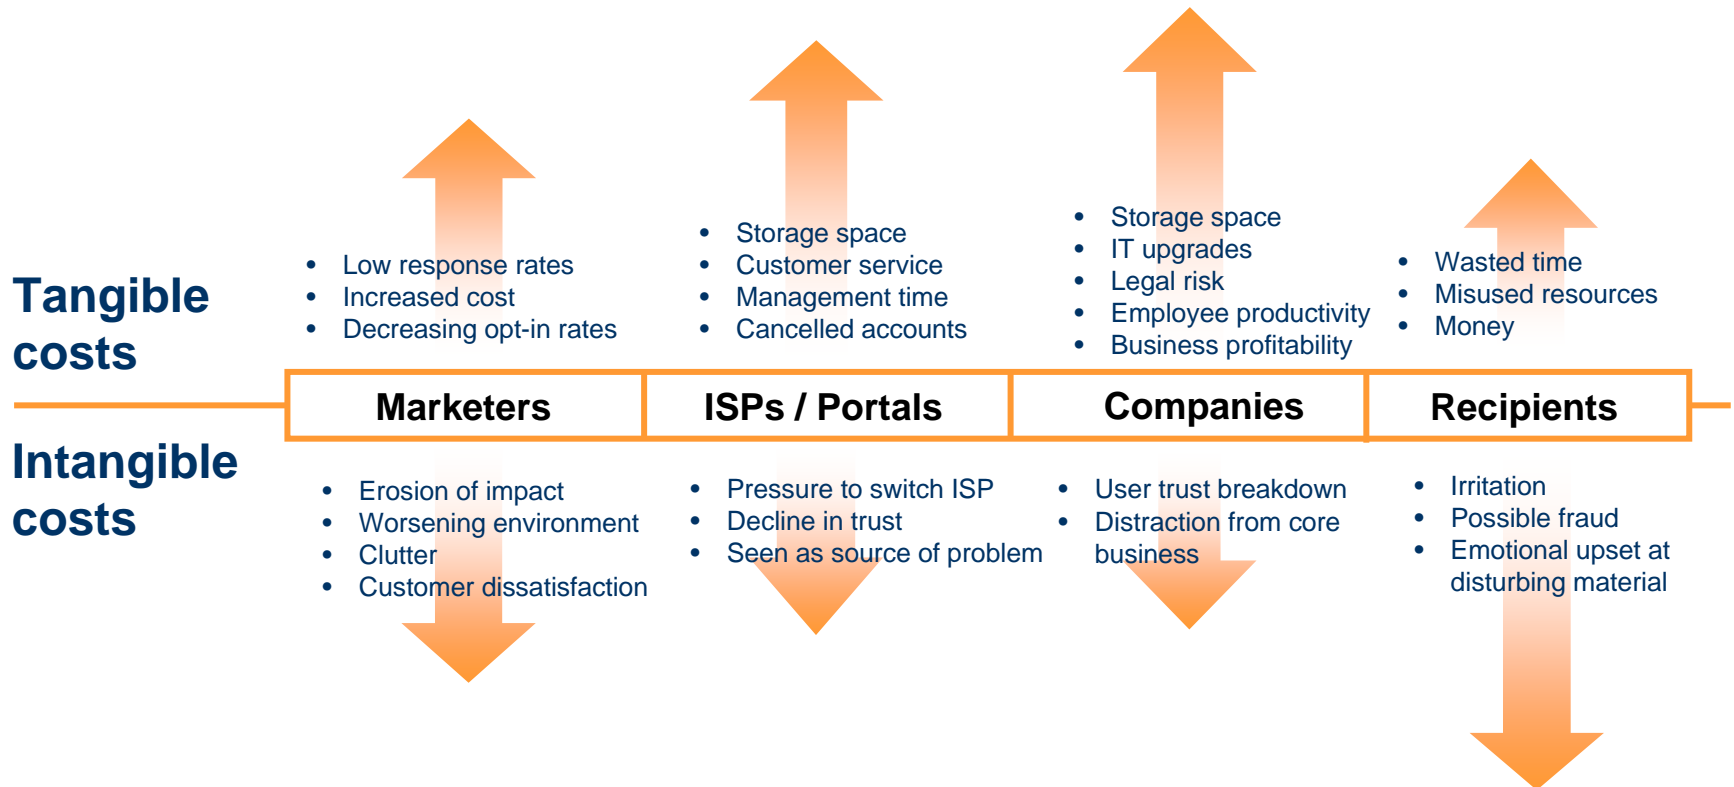 Tangible
costs
• Low response rates
• Increased cost
• Decreasing opt-in rates
• Storage space
• Customer service
• Management time
• Cancelled accounts
• Storage space
• IT upgrades
• Legal risk
• Employee productivity
• Business profitability
• Wasted time
• Misused resources
• Money
Marketers
ISPs / Portals
Companies
Recipients
Intangible
costs
• Erosion of impact
• Worsening environment
• Clutter
• Customer dissatisfaction
• Pressure to switch ISP
• Decline in trust
• Seen as source of problem
• User trust breakdown
• Distraction from core
business
• Irritation
• Possible fraud
• Emotional upset at
disturbing material